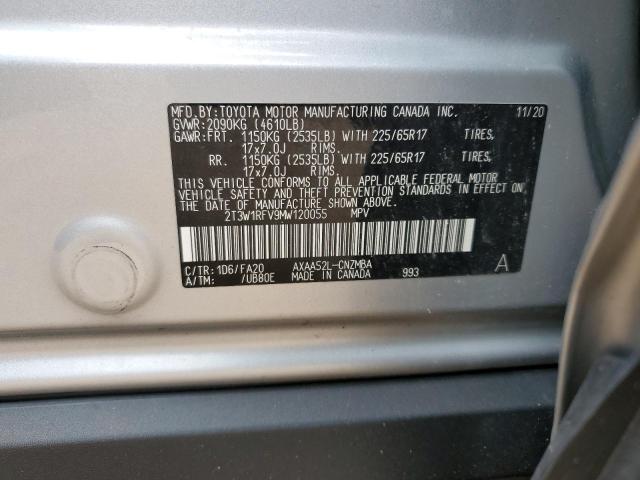 MFD.BY:TOYOTA MOTOR MANUFACTURING CANADA INC. 11/20
GVWR:2090KG (4610LB)
GAWR:FRT. 1150KG (2535LB) WITH 225/65R17 TIRES,
17x7.0J RIMS.
RR. 1150KG (2535LB) WITH 225/65R17 TIRES,
17x7.0J RIMS.
THIS VEHICLE CONFORMS TO ALL APPLICABLE FEDERAL MOTOR
VEHICLE SAFETY AND THEFT PREVENTION STANDARDS IN EFFECT ON
THE DATE OF MANUFACTURE SHOWN ABOVE.
2T3W1RFV9MW120055 MPV
C/TR:1D6/FA20 AXAA52L-CNZMBA
A/TM: /UB80E MADE IN CANADA 993 A